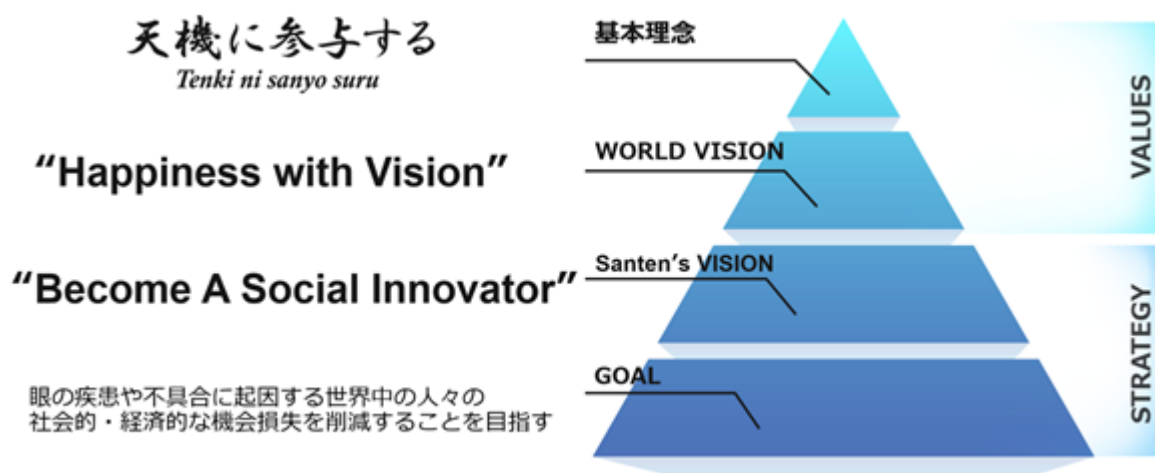 天機に参与する
Tenki ni sanyo suru
基本理念
“Happiness with Vision”
WORLD VISION
VALUES
“Become A Social Innovator”
Santen’s VISION
眼の疾患や不具合に起因する世界中の人々の
社会的・経済的な機会損失を削減することを目指す
GOAL
STRATEGY